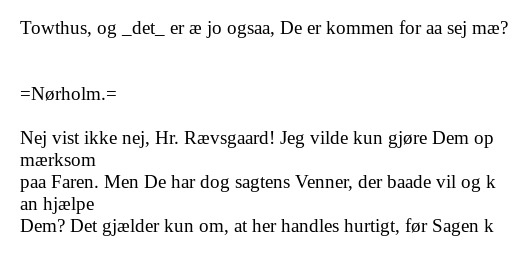 Towthus, og _det_ er æ jo ogsaa, De er kommen for aa sej mæ?
=Nørholm.=
Nej vist ikke nej, Hr. Rævsgaard! Jeg vilde kun gjøre Dem op
mærksom
paa Faren. Men De har dog sagtens Venner, der baade vil og k
an hjælpe
Dem? Det gjælder kun om, at her handles hurtigt, før Sagen k